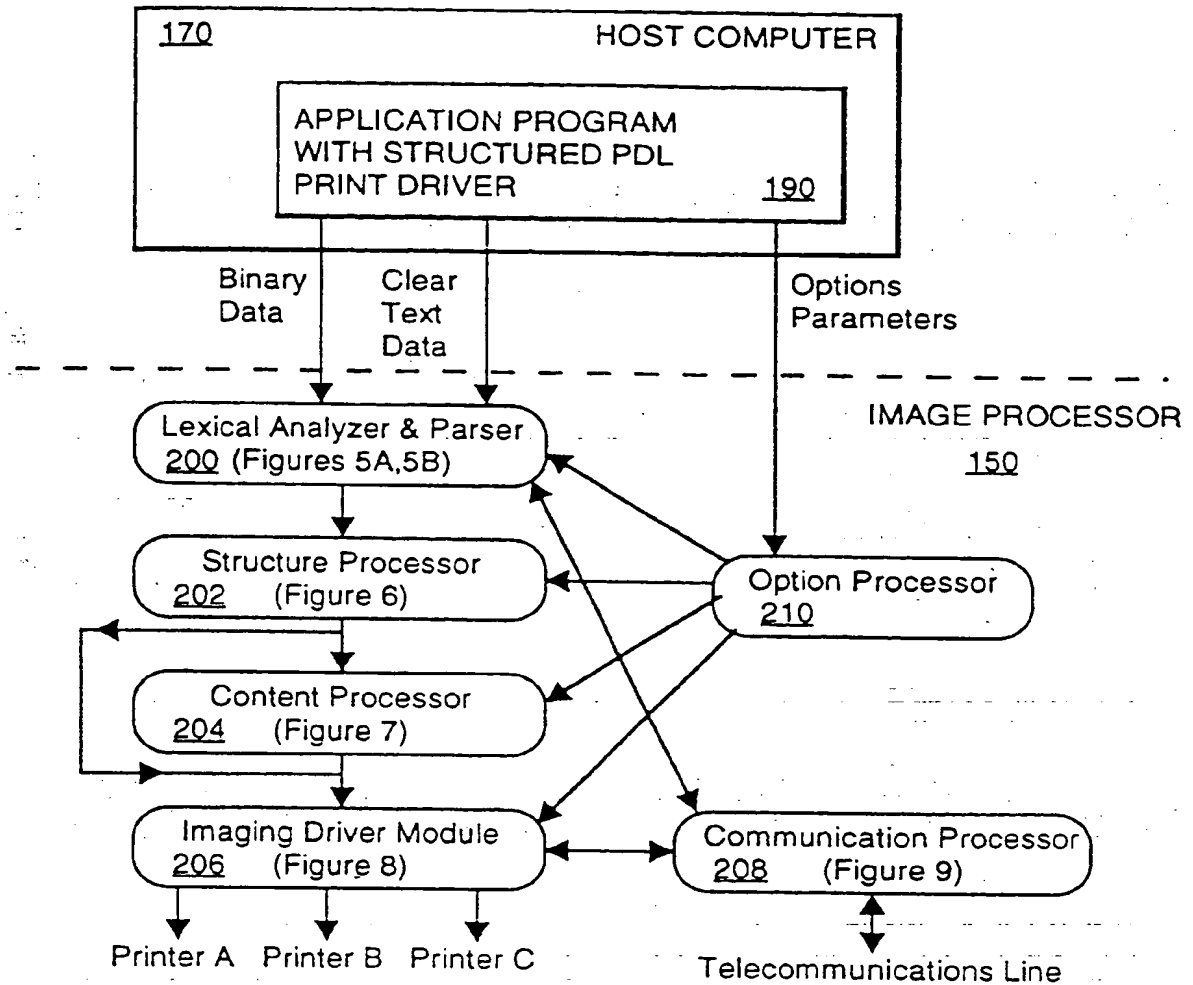 170 HOST COMPUTER
APPLICATION PROGRAM
WITH STRUCTURED PDL
PRINT DRIVER 190
Binary
Data
Clear
Text
Data
Options
Parameters
IMAGE PROCESSOR
150
Lexical Analyzer & Parser
200 (Figures 5A,5B)
Structure Processor
202 (Figure 6)
Option Processor
210
Content Processor
204 (Figure 7)
Imaging Driver Module
206 (Figure 8)
Communication Processor
208 (Figure 9)
Printer A Printer B Printer C
Telecommunications Line